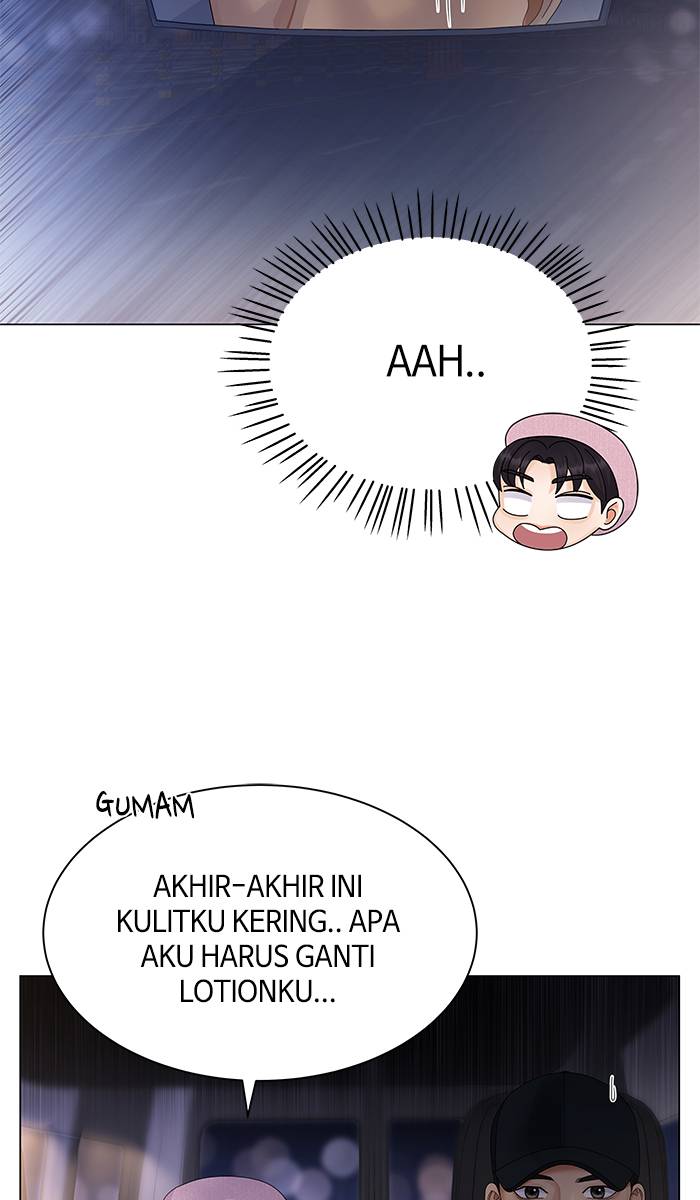 AAH..
GUMAM
AKHIR-AKHIR INI
KULITKU KERING.. APA
AKU HARUS GANTI
LOTIONKU...